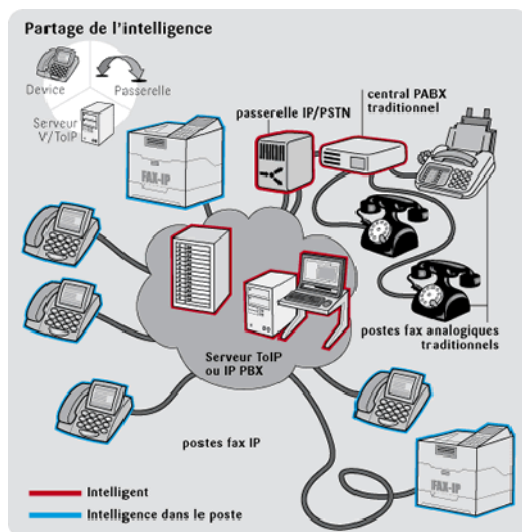 Partage de l'intelligence
Device
Passerelle
Serveur
V/ToIP
passerelle IP/PSTN
central PABX
traditionnel
FAX-IP
Serveur ToIP
ou IP PBX
postes fax analogiques
traditionnels
postes fax IP
FAX-IP
Intelligent
Intelligence dans le poste